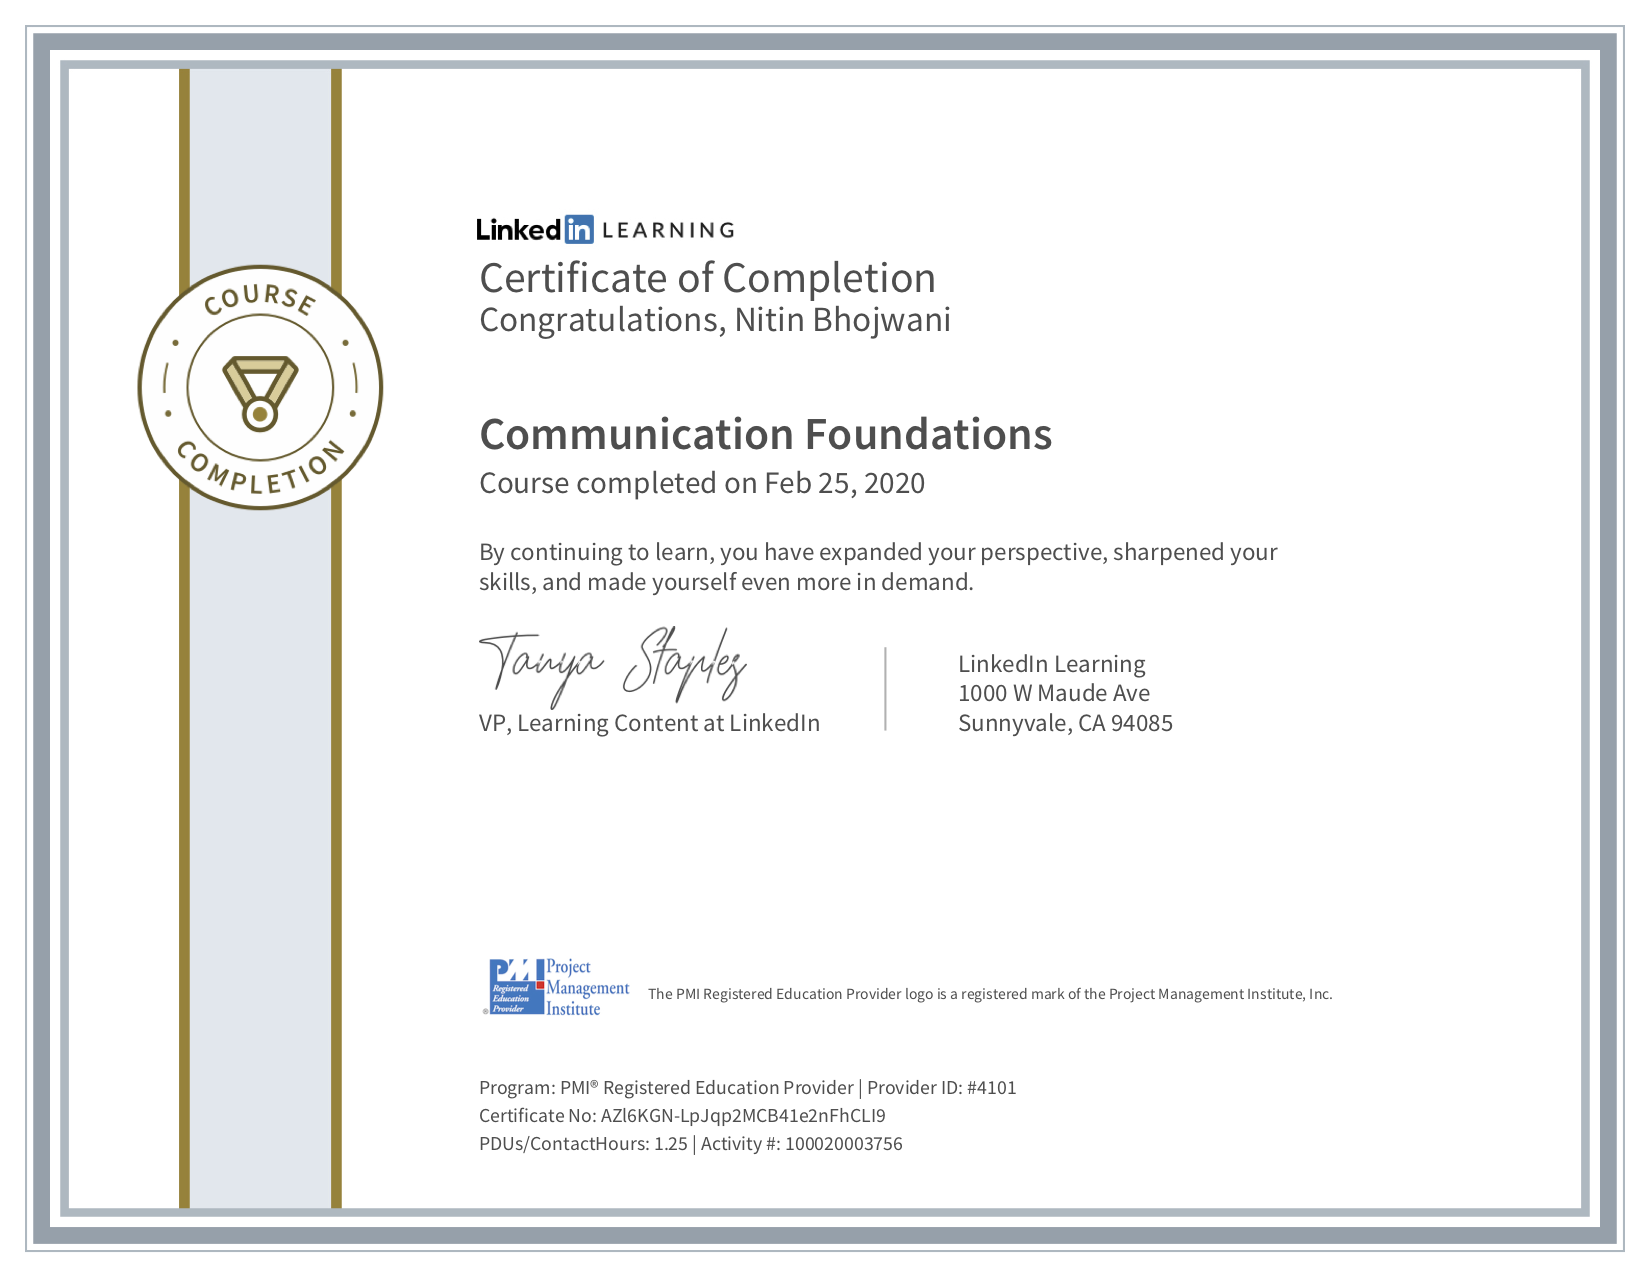 COURSE
COMPLETION
Linked in LEARNING
Certificate of Completion
Congratulations, Nitin Bhojwani
Communication Foundations
Course completed on Feb 25, 2020
By continuing to learn, you have expanded your perspective, sharpened your
skills, and made yourself even more in demand.
Tanya Staples
VP, Learning Content at LinkedIn
LinkedIn Learning
1000 W Maude Ave
Sunnyvale, CA 94085
PMI
Registered
Education
Provider
®
Project
Management
Institute
The PMI Registered Education Provider logo is a registered mark of the Project Management Institute, Inc.
Program: PMI® Registered Education Provider | Provider ID: #4101
Certificate No: AZl6KGN-LpJqp2MCB41e2nFhCLI9
PDUs/ContactHours: 1.25 | Activity #: 100020003756